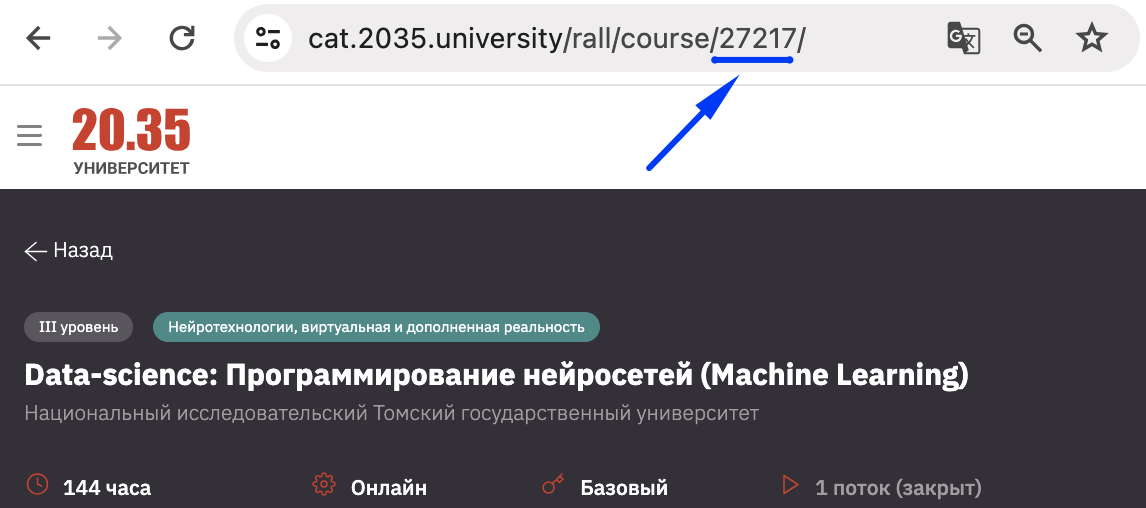 cat.2035.university/rall/course/27217/
20.35
УНИВЕРСИТЕТ
Назад
III уровень
Нейротехнологии, виртуальная и дополненная реальность
Data-science: Программирование нейросетей (Machine Learning)
Национальный исследовательский Томский государственный университет
144 часа
Онлайн
Базовый
1 поток (закрыт)